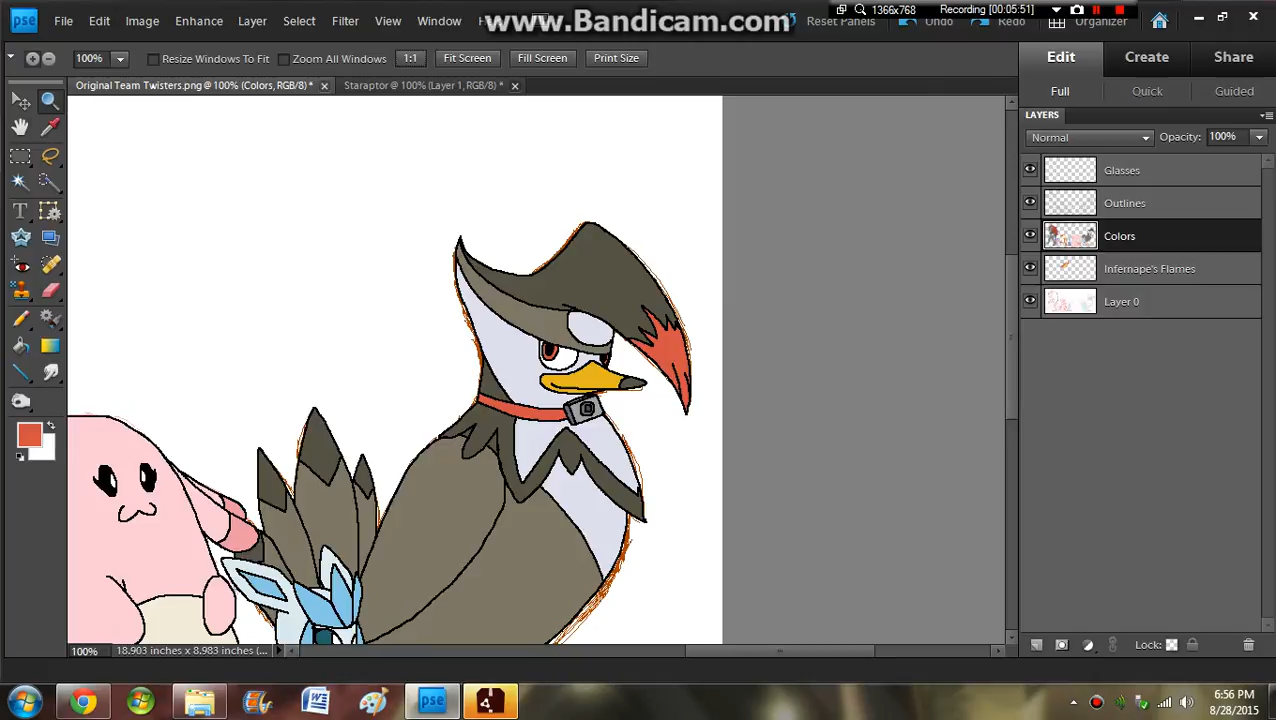 www.Bandicam.com
1366x768
Recording [00:05:51]
pse
File
Edit
Image
Enhance
Layer
Select
Filter
View
Window
Reset Panels
Undo
Redo
Organizer
100%
Resize Windows To Fit
Zoom All Windows
1:1
Fit Screen
Fill Screen
Print Size
Edit
Create
Share
Original Team Twisters.png @ 100% (Colors, RGB/8) *
Staraptor @ 100% (Layer 1, RGB/8) *
Full
Quick
Guided
LAYERS
Normal
Opacity: 100%
Glasses
Outlines
Colors
Infernape's Flames
Layer 0
T
100%
18.903 inches x 8.983 inches (...
Lock:
pse
6:56 PM
8/28/2015